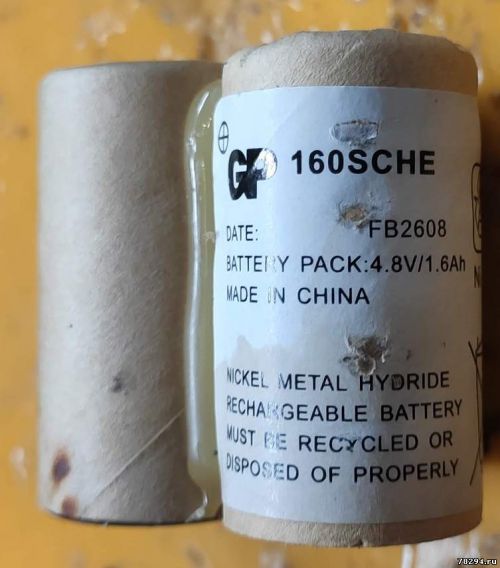 GP 160SCHE
DATE: FB2608
BATTERY PACK:4.8V/1.6Ah
MADE IN CHINA
NICKEL METAL HYDRIDE
RECHARGEABLE BATTERY
MUST BE RECYCLED OR
DISPOSED OF PROPERLY
78294.ru